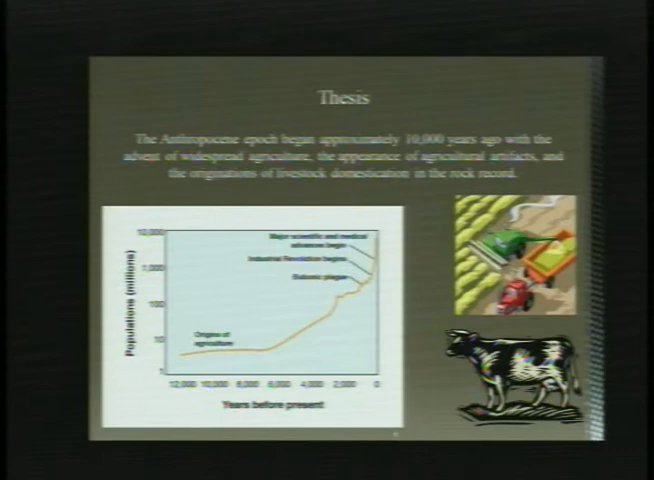 Thesis
The Anthropocene epoch began approximately 10,000 years ago with the
advent of widespread agriculture, the appearance of agricultural artifacts, and
the originations of livestock domestication in the rock record.
Populations (millions)
10,000
1,000
100
10
1
Major scientific and medical
advances begin
Industrial Revolution begins
Bubonic plague
Origins of
agriculture
12,000 10,000 8,000 6,000 4,000 2,000 0
Years before present